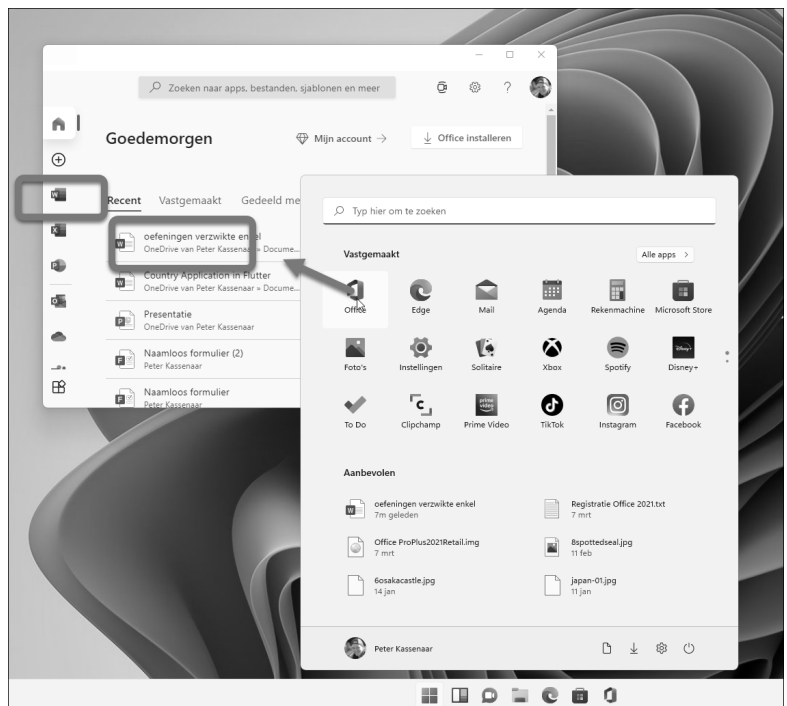 Zoeken naar apps, bestanden, sjablonen en meer
Goedemorgen
Mijn account
Office installeren
Recent Vastgemaakt Gedeeld me
oefeningen verzwikte enkel
OneDrive van Peter Kassenaar » Docume...
Country Application in Flutter
OneDrive van Peter Kassenaar » Docume...
Presentatie
OneDrive van Peter Kassenaar
Naamloos formulier (2)
Peter Kassenaar
Naamloos formulier
Peter Kassenaar
Typ hier om te zoeken
Vastgemaakt
Alle apps >
Office Edge Mail Agenda Rekenmachine Microsoft Store
Foto's Instellingen Solitaire Xbox Spotify Disney+
To Do Clipchamp Prime Video TikTok Instagram Facebook
Aanbevolen
oefeningen verzwikte enkel
7m geleden
Registratie Office 2021.txt
7 mrt
Office ProPlus2021Retail.img
7 mrt
8spottedseal.jpg
11 feb
6osakacastle.jpg
14 jan
japan-01.jpg
11 jan
Peter Kassenaar